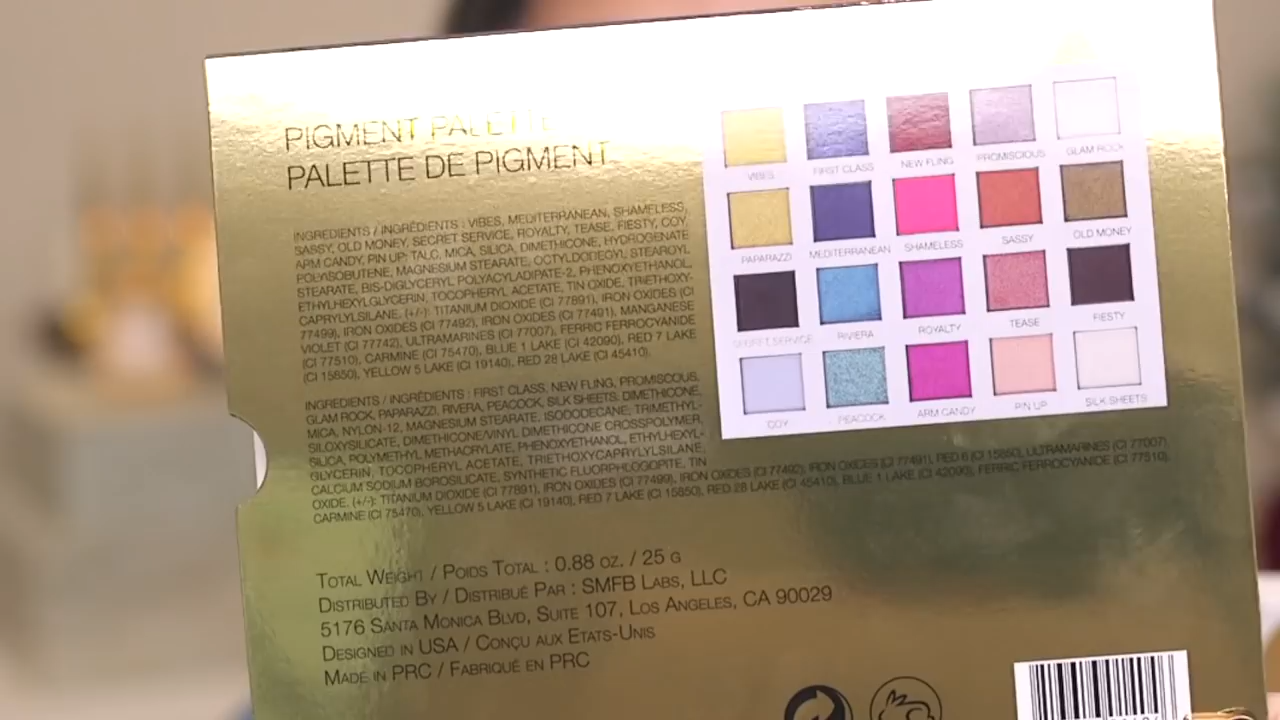 PIGMENT PALETTE
PALETTE DE PIGMENT
INGREDIENTS / INGRÉDIENTS : VIBES, MEDITERRANEAN, SHAMELESS,
SASSY, OLD MONEY, SECRET SERVICE, ROYALTY, TEASE, FIESTY, COY,
ARM CANDY, PIN UP: TALC, MICA, SILICA, DIMETHICONE, HYDROGENATE
POLYISOBUTENE, MAGNESIUM STEARATE, OCTYLDODECYL STEAROYL
STEARATE, BIS-DIGLYCERYL POLYACYLADIPATE-2, PHENOXYETHANOL,
ETHYLHEXYLGLYCERIN, TOCOPHERYL ACETATE, TIN OXIDE, TRIETHOXY-
CAPRYLYLSILANE, (+/-): TITANIUM DIOXIDE (CI 77891), IRON OXIDES (CI
77499), IRON OXIDES (CI 77492), IRON OXIDES (CI 77491), MANGANESE
VIOLET (CI 77742), ULTRAMARINES (CI 77007), FERRIC FERROCYANIDE
(CI 77510), CARMINE (CI 75470), BLUE 1 LAKE (CI 42090), RED 7 LAKE
(CI 15850), YELLOW 5 LAKE (CI 19140), RED 28 LAKE (CI 45410).
INGREDIENTS / INGRÉDIENTS : FIRST CLASS, NEW FLING, PROMISCOUS,
GLAM ROCK, PAPARAZZI, RIVERA, PEACOCK, SILK SHEETS: DIMETHICONE,
MICA, NYLON-12, MAGNESIUM STEARATE, ISODODECANE, TRIMETHYL-
SILOXYSILICATE, DIMETHICONE/VINYL DIMETHICONE CROSSPOLYMER,
SILICA, POLYMETHYL METHACRYLATE, PHENOXYETHANOL, ETHYLHEXYL-
GLYCERIN, TOCOPHERYL ACETATE, TRIETHOXYCAPRYLYLSILANE,
CALCIUM SODIUM BOROSILICATE, SYNTHETIC FLUORPHLOGOPITE, TIN
OXIDE, (+/-): TITANIUM DIOXIDE (CI 77891), IRON OXIDES (CI 77499), IRON OXIDES (CI 77492), IRON OXIDES (CI 77491), RED 6 (CI 15850), ULTRAMARINES (CI 77007),
CARMINE (CI 75470), YELLOW 5 LAKE (CI 19140), RED 7 LAKE (CI 15850), RED 28 LAKE (CI 45410), BLUE 1 LAKE (CI 42090), FERRIC FERROCYANIDE (CI 77510).
VIBES FIRST CLASS NEW FLING PROMISCIOUS GLAM ROCK
PAPARAZZI MEDITERRANEAN SHAMELESS SASSY OLD MONEY
SECRET SERVICE RIVIERA ROYALTY TEASE FIESTY
COY PEACOCK ARM CANDY PIN UP SILK SHEETS
TOTAL WEIGHT / POIDS TOTAL : 0.88 OZ. / 25 G
DISTRIBUTED BY / DISTRIBUÉ PAR : SMFB LABS, LLC
5176 SANTA MONICA BLVD, SUITE 107, LOS ANGELES, CA 90029
DESIGNED IN USA / CONÇU AUX ETATS-UNIS
MADE IN PRC / FABRIQUÉ EN PRC